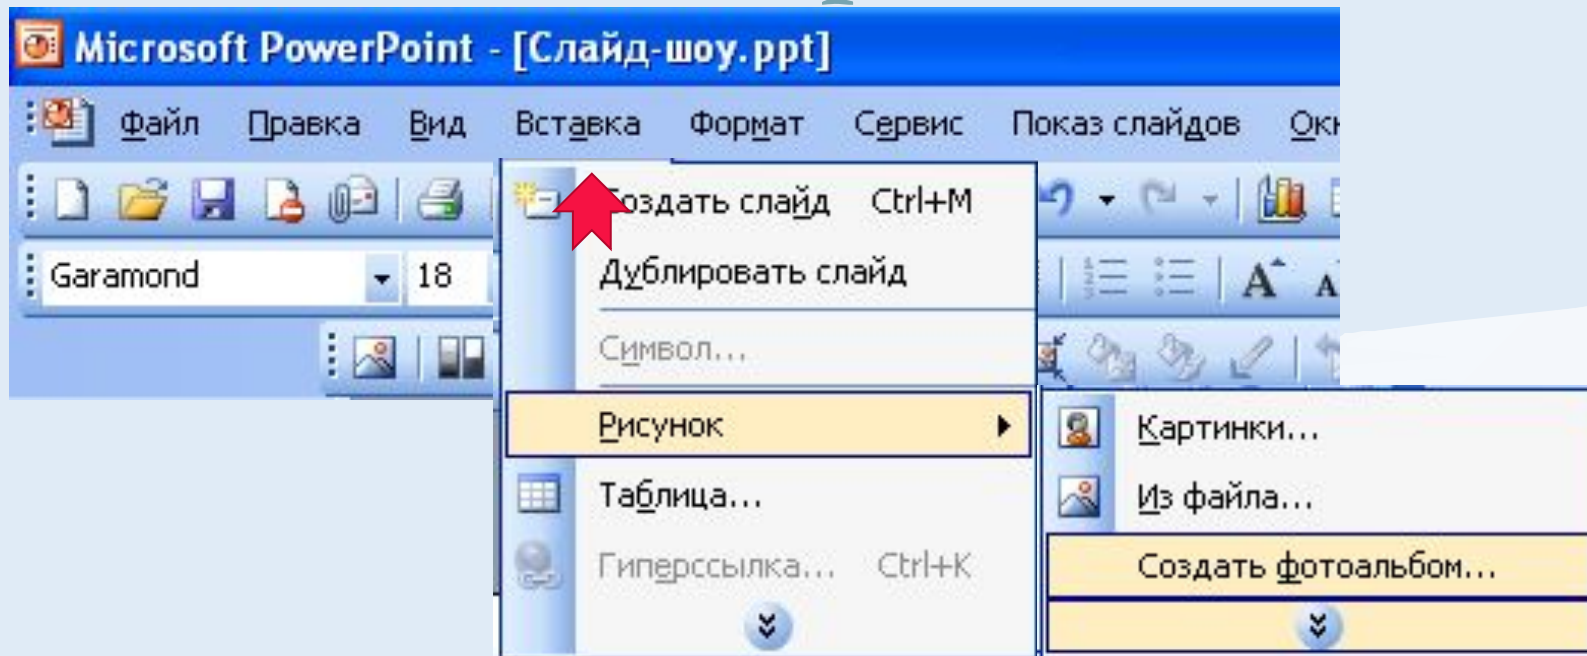 Microsoft PowerPoint - [Слайд-шоу.ppt]
Файл Правка Вид Вставка Формат Сервис Показ слайдов
Создать слайд Ctrl+M
Garamond 18
Дублировать слайд
Символ...
Рисунок
Картинки...
Таблица...
Из файла...
Гиперссылка... Ctrl+K
Создать фотоальбом...